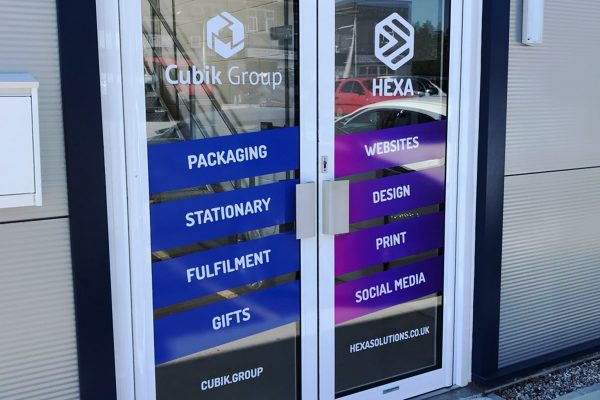 Cubik Group
PACKAGING
STATIONARY
FULFILMENT
GIFTS
CUBIK.GROUP
HEXA
WEBSITES
DESIGN
PRINT
SOCIAL MEDIA
HEXASOLUTIONS.CO.UK